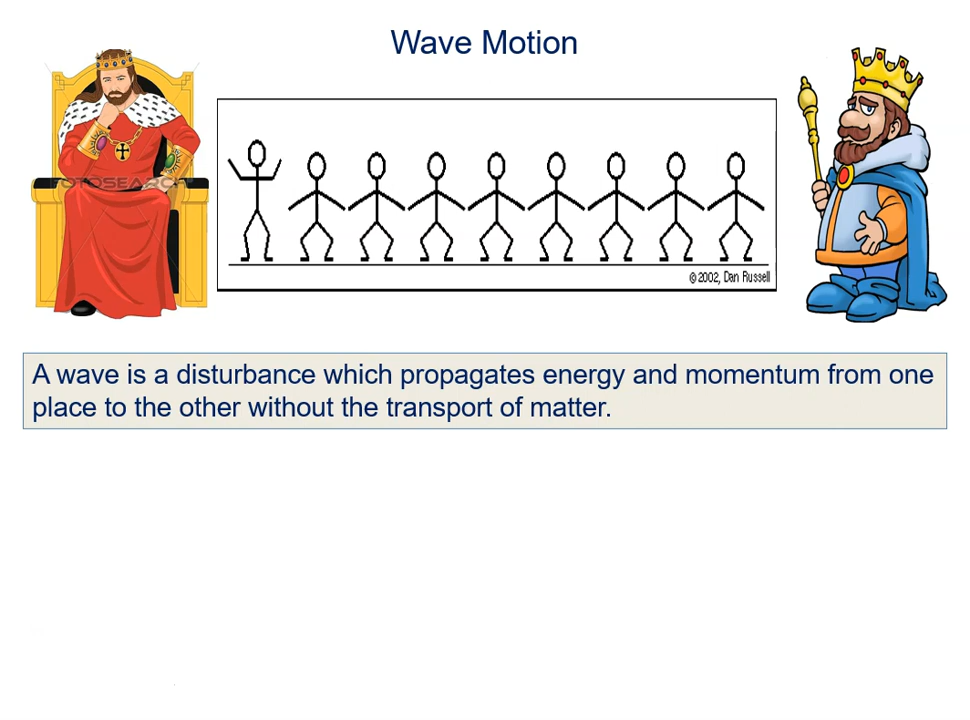 Wave Motion
FOTOSEARCH
©2002, Dan Russell
A wave is a disturbance which propagates energy and momentum from one
place to the other without the transport of matter.